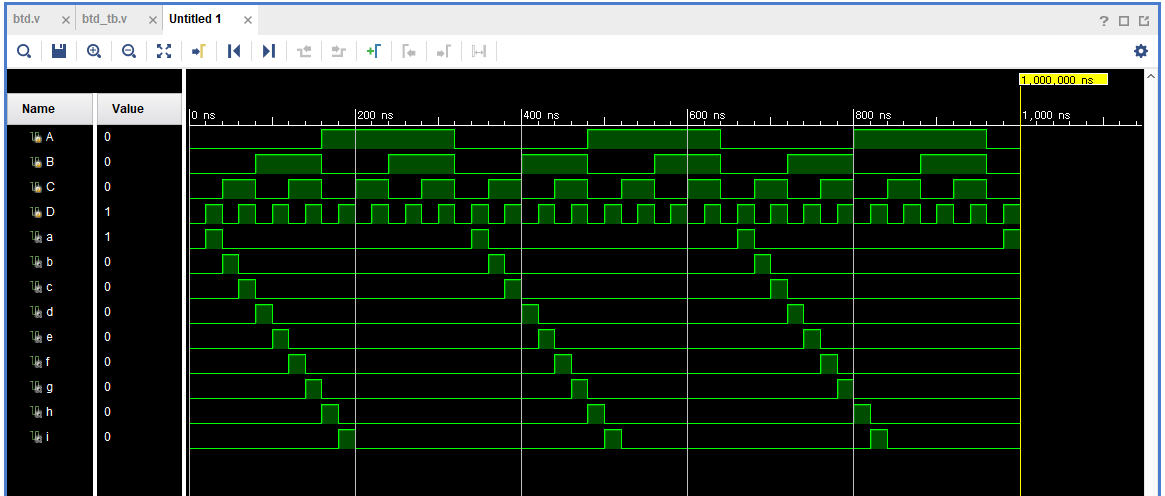 btd.v × btd_tb.v × Untitled 1 ×
?
Name Value
1,000,000 ns
0 ns 200 ns 400 ns 600 ns 800 ns 1,000 ns
A 0
B 0
C 0
D 1
a 1
b 0
c 0
d 0
e 0
f 0
g 0
h 0
i 0